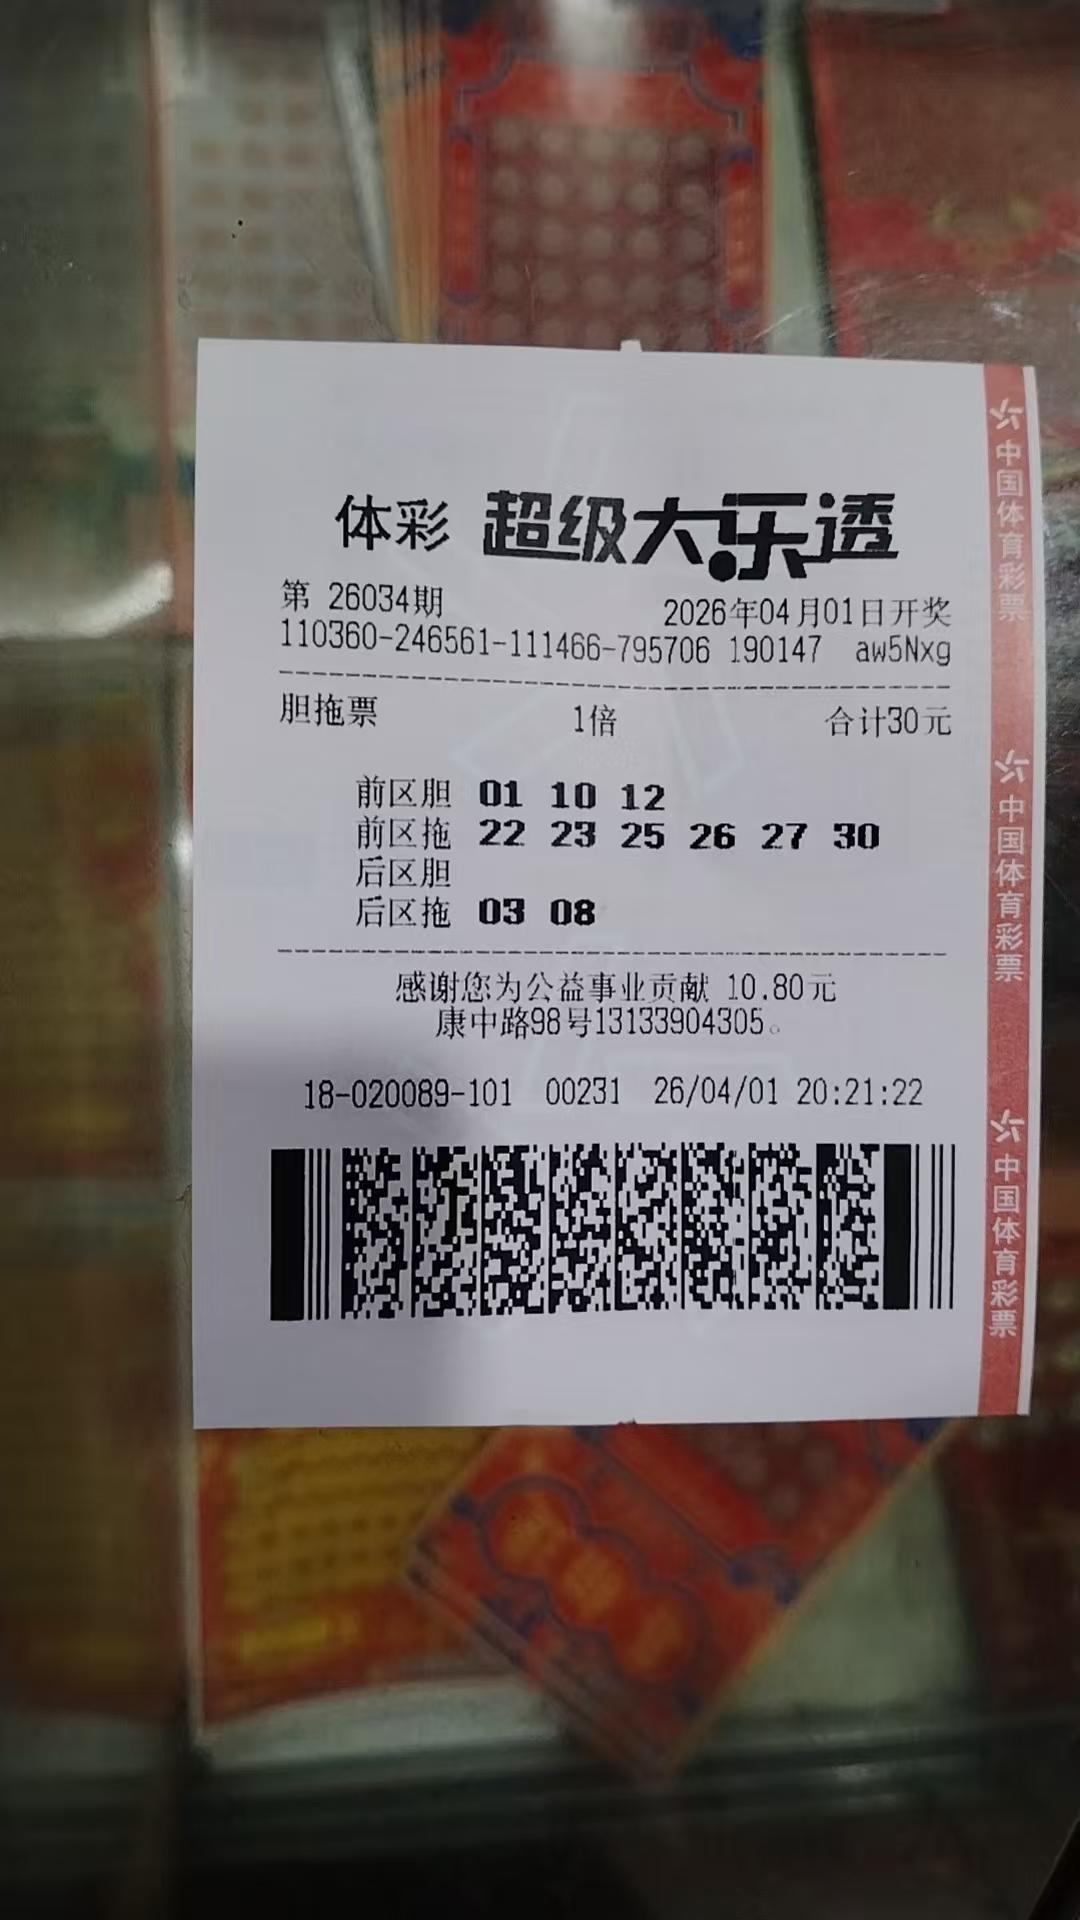 体彩 超级大乐透
第 26034期 2026年04月01日开奖
110360-246561-111466-795706 190147 aw5Nxg
胆拖票 1倍 合计30元
前区胆 01 10 12
前区拖 22 23 25 26 27 30
后区胆
后区拖 03 08
感谢您为公益事业贡献 10.80元
康中路98号13133904305。
18-020089-101 00231 26/04/01 20:21:22
中国体育彩票
中国体育彩票
中国体育彩票